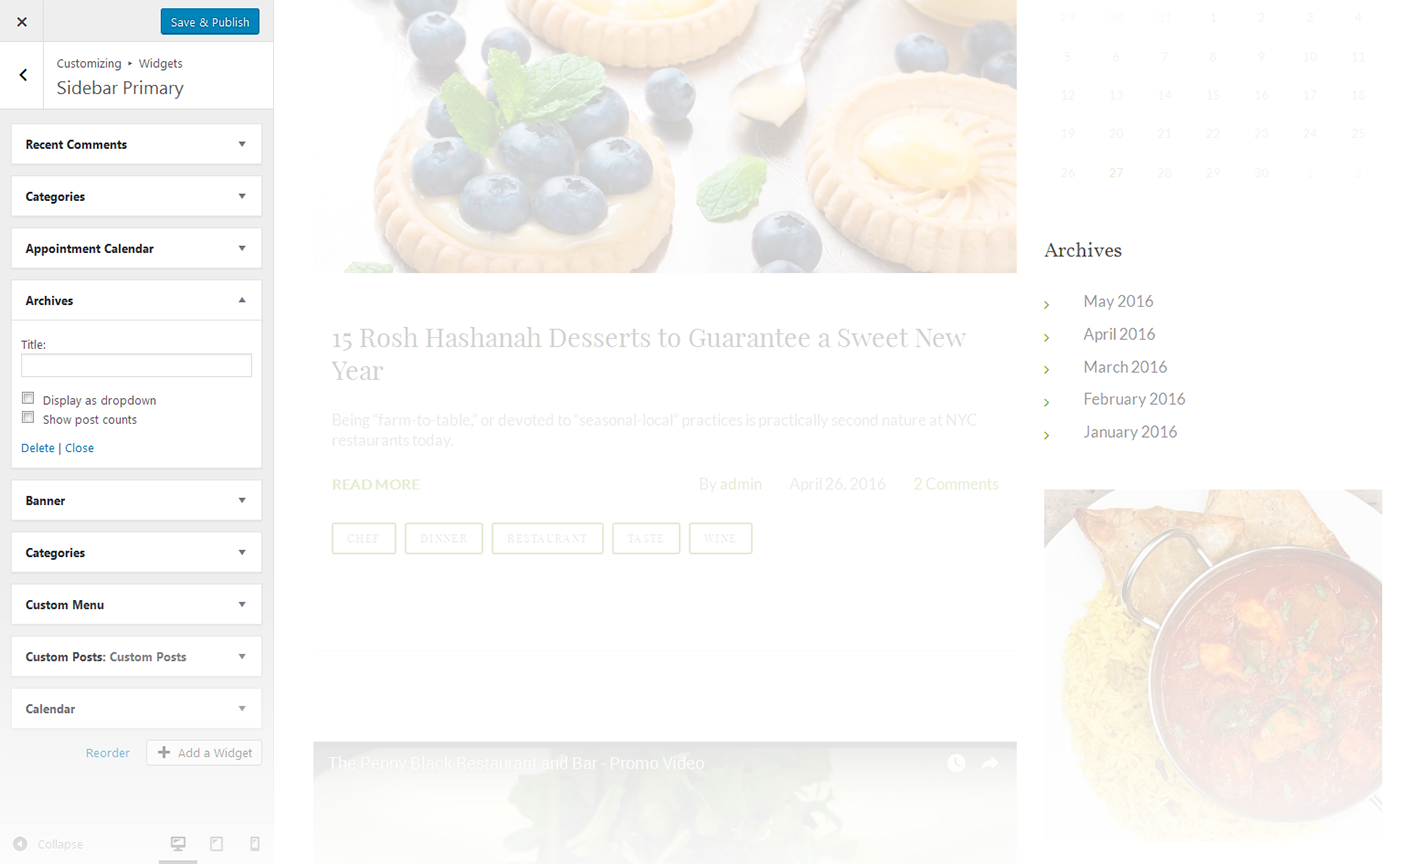 Save & Publish
Customizing ▸ Widgets
Sidebar Primary
Recent Comments
Categories
Appointment Calendar
Archives
Title:
Display as dropdown
Show post counts
Delete | Close
Banner
Categories
Custom Menu
Custom Posts: Custom Posts
Calendar
Reorder
Add a Widget
Collapse
15 Rosh Hashanah Desserts to Guarantee a Sweet New
Year
Being “farm-to-table,” or devoted to “seasonal-local” practices is practically second nature at NYC
restaurants today.
READ MORE
By admin April 26, 2016 2 Comments
CHEF DINNER RESTAURANT TASTE WINE
The Penny Black Restaurant and Bar - Promo Video
29 30 31 1 2 3 4
5 6 7 8 9 10 11
12 13 14 15 16 17 18
19 20 21 22 23 24 25
26 27 28 29 30 1 2
Archives
May 2016
April 2016
March 2016
February 2016
January 2016